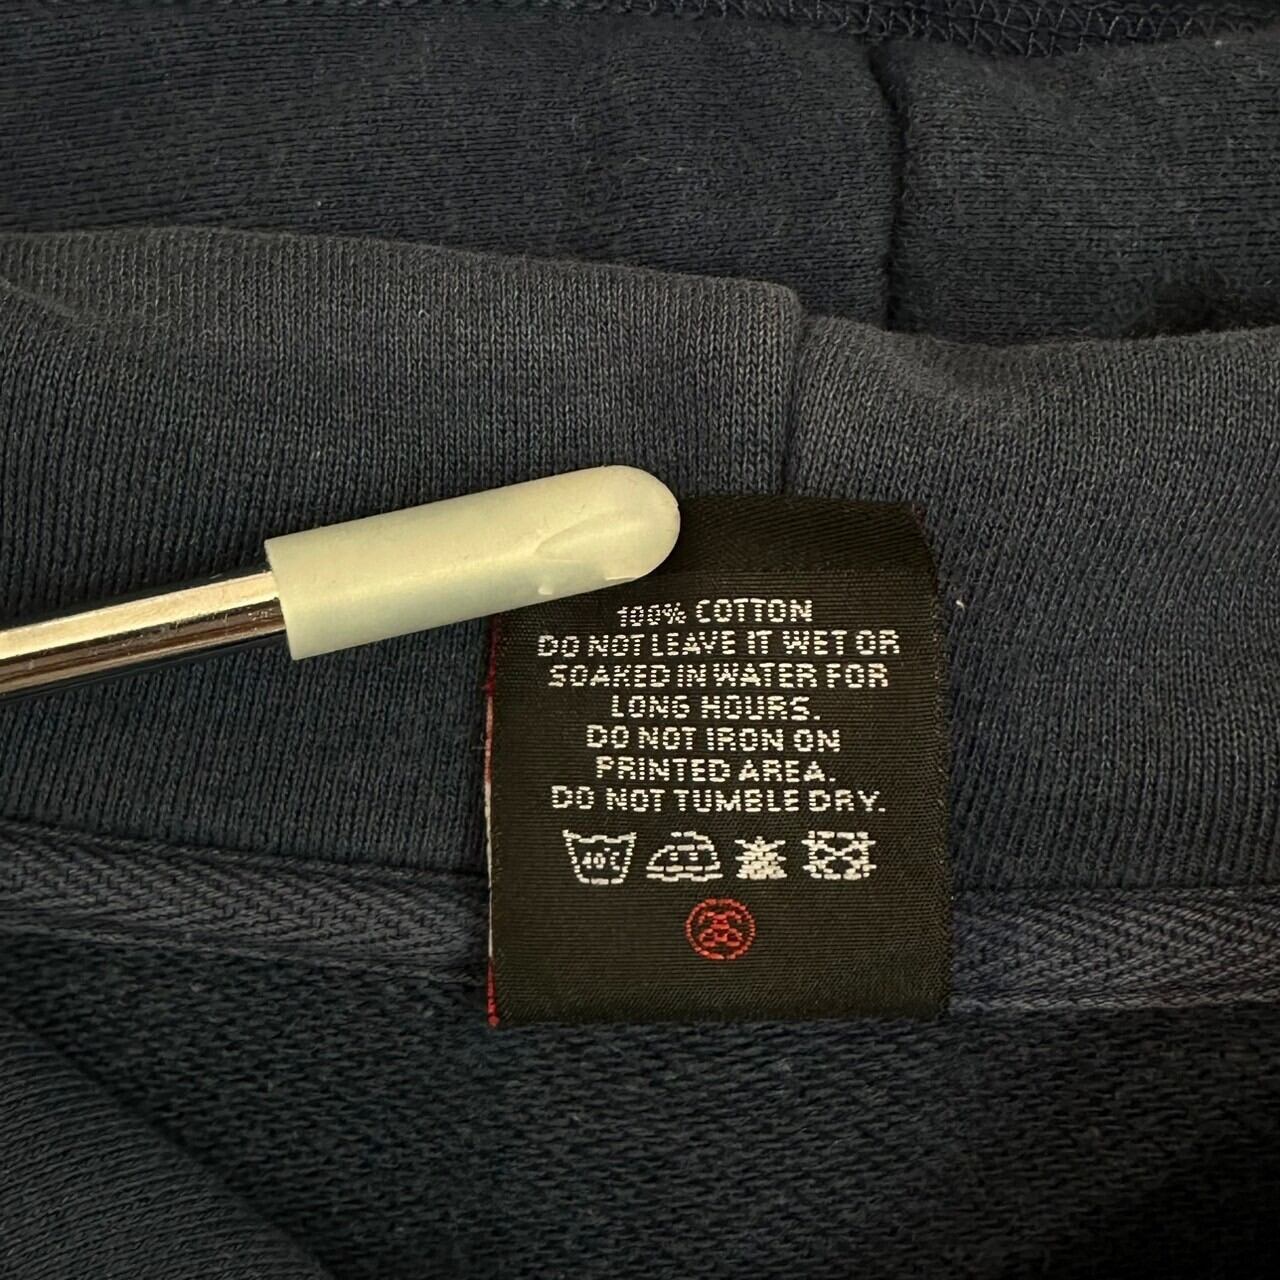 100% COTTON
DO NOT LEAVE IT WET OR
SOAKED IN WATER FOR
LONG HOURS.
DO NOT IRON ON
PRINTED AREA.
DO NOT TUMBLE DRY.
40°C